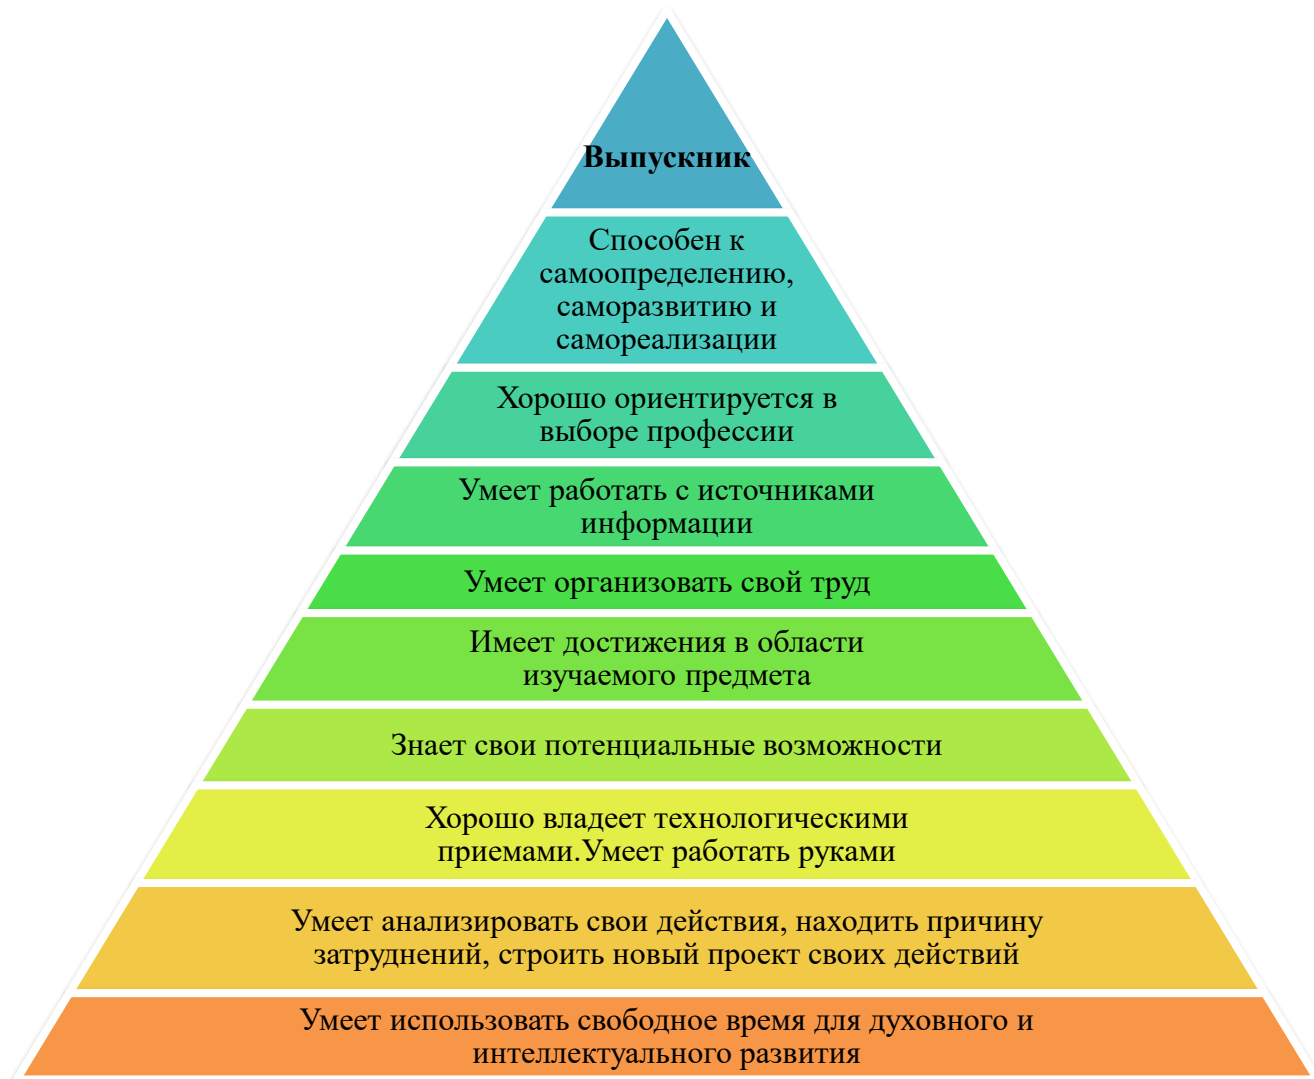 Выпускник
Способен к
самоопределению,
саморазвитию и
самореализации
Хорошо ориентируется в
выборе профессии
Умеет работать с источниками
информации
Умеет организовать свой труд
Имеет достижения в области
изучаемого предмета
Знает свои потенциальные возможности
Хорошо владеет технологическими
приемами.Умеет работать руками
Умеет анализировать свои действия, находить причину
затруднений, строить новый проект своих действий
Умеет использовать свободное время для духовного и
интеллектуального развития